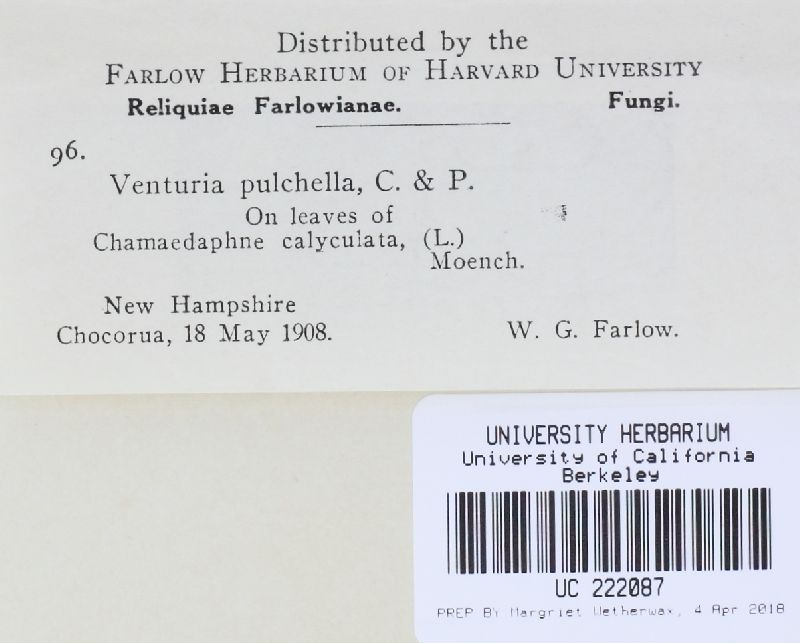 Distributed by the
FARLOW HERBARIUM OF HARVARD UNIVERSITY
Reliquiae Farlowianae. Fungi.
96.
Venturia pulchella, C. & P.
On leaves of
Chamaedaphne calyculata, (L.)
Moench.
New Hampshire
Chocorua, 18 May 1908. W. G. Farlow.
UNIVERSITY HERBARIUM
University of California
Berkeley
UC 222087
PREP BY Margriet Wetherwax, 4 Apr 2018